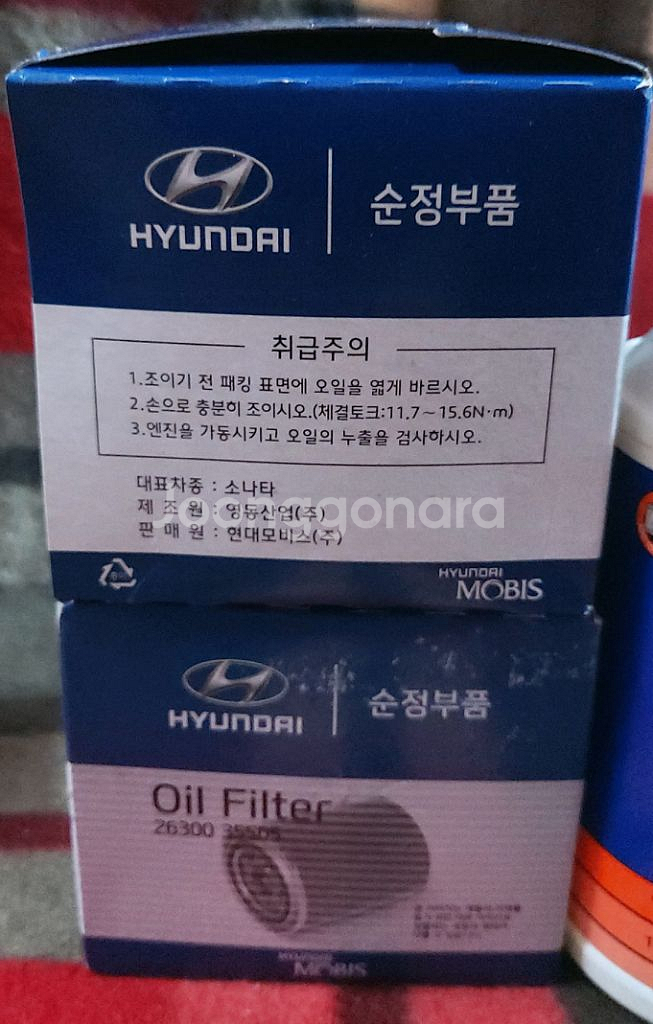 HYUNDAI
순정부품
취급주의
1.조이기 전 패킹 표면에 오일을 엷게 바르시오.
2.손으로 충분히 조이시오.(체결토크:11.7~15.6N·m)
3.엔진을 가동시키고 오일의 누출을 검사하시오.
대표차종 : 소나타
제 조 원 : 영동산업(주)
판 매 원 : 현대모비스(주)
Joonggonara
HYUNDAI
MOBIS
HYUNDAI
순정부품
Oil Filter
26300 35505
HYUNDAI
MOBIS